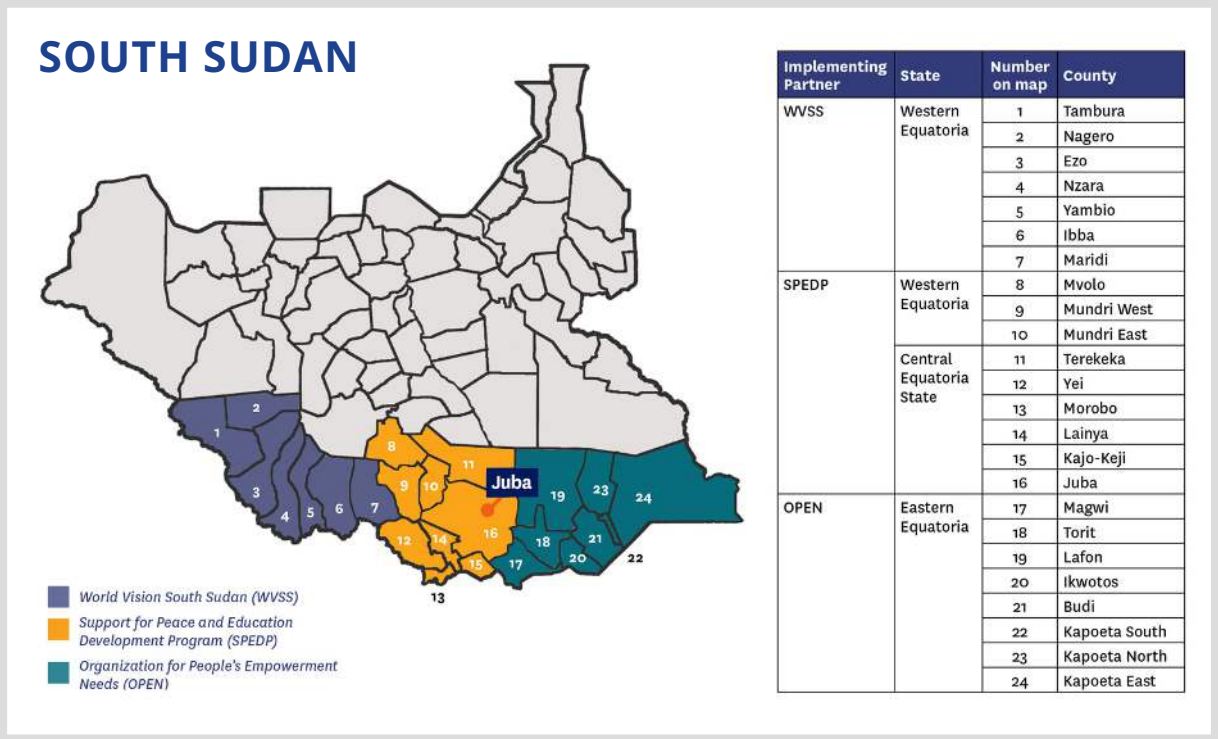 SOUTH SUDAN
2
1
3
4
5
6
7
8
9
10
11
12
14
15
16
Juba
19
23
24
18
21
17
20
22
13
World Vision South Sudan (WVSS)
Support for Peace and Education
Development Program (SPEDP)
Organization for People's Empowerment
Needs (OPEN)
Implementing Partner State Number on map County
WVSS Western Equatoria 1 Tambura
2 Nagero
3 Ezo
4 Nzara
5 Yambio
6 Ibba
7 Maridi
SPEDP Western Equatoria 8 Mvolo
9 Mundri West
10 Mundri East
Central Equatoria State 11 Terekeka
12 Yei
13 Morobo
14 Lainya
15 Kajo-Keji
16 Juba
OPEN Eastern Equatoria 17 Magwi
18 Torit
19 Lafon
20 Ikwotos
21 Budi
22 Kapoeta South
23 Kapoeta North
24 Kapoeta East